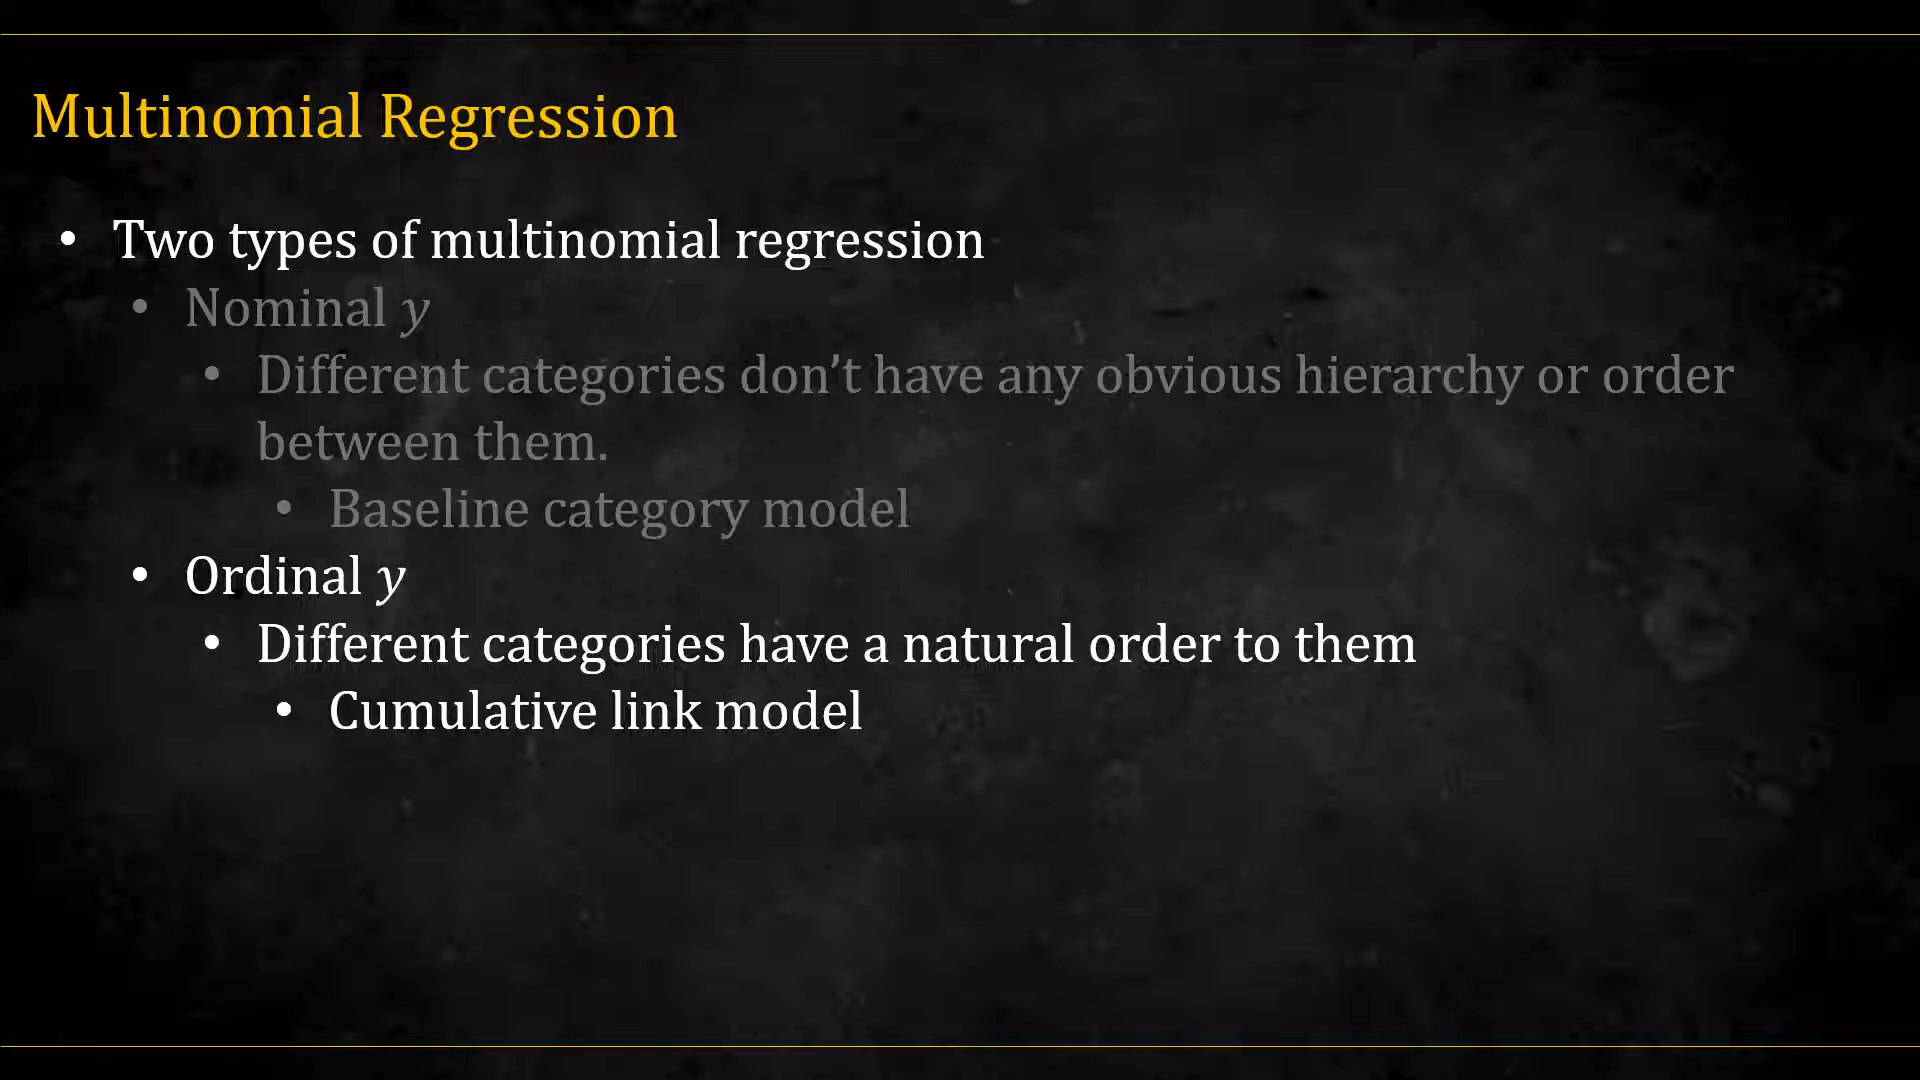 Multinomial Regression
• Two types of multinomial regression
• Nominal y
• Different categories don’t have any obvious hierarchy or order
between them.
• Baseline category model
• Ordinal y
• Different categories have a natural order to them
• Cumulative link model